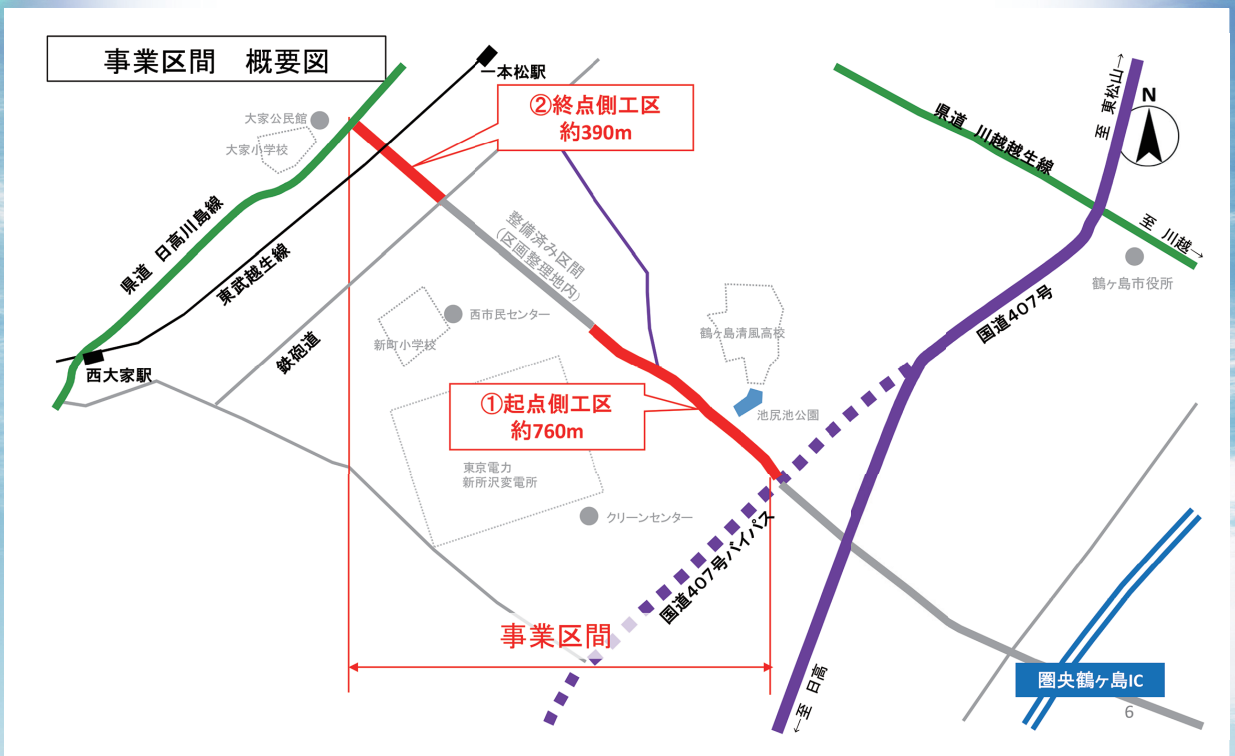 事業区間　概要図
一本松駅
②終点側工区
約390m
大家公民館
大家小学校
県道 日高川島線
東武越生線
鉄砲道
西大家駅
整備済み区間
(区画整理地内)
西市民センター
新町小学校
①起点側工区
約760m
東京電力
新所沢変電所
クリーンセンター
鶴ヶ島清風高校
池尻池公園
国道407号バイパス
国道407号
県道 川越越生線
至 東松山→
N
至 川越→
鶴ヶ島市役所
事業区間
←至 日高
圏央鶴ヶ島IC
6